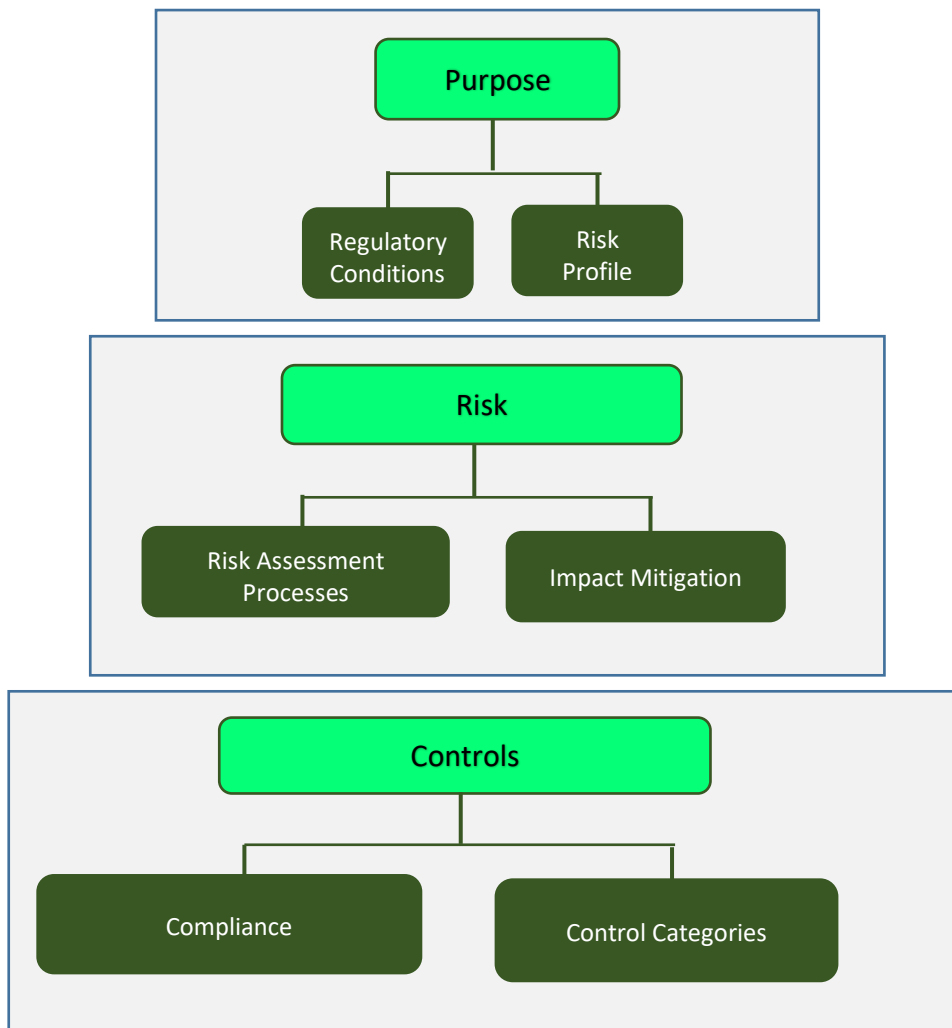 Purpose
Regulatory
Conditions
Risk
Profile
Risk
Risk Assessment
Processes
Impact Mitigation
Controls
Compliance
Control Categories